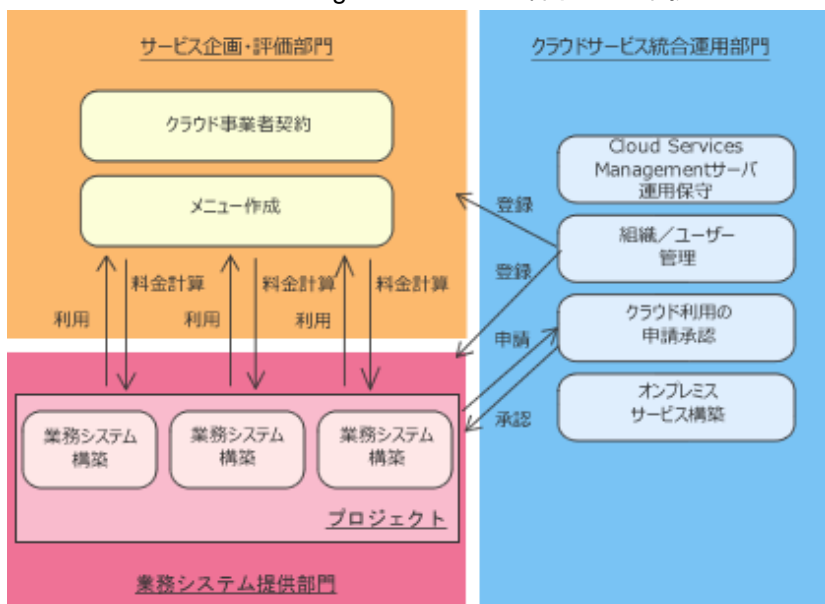 サービス企画・評価部門
クラウド事業者契約
メニュー作成
料金計算
料金計算
料金計算
利用
利用
利用
業務システム
構築
業務システム
構築
業務システム
構築
プロジェクト
業務システム提供部門
登録
登録
申請
承認
クラウドサービス統合運用部門
Cloud Services
Managementサーバ
運用保守
組織／ユーザー
管理
クラウド利用の
申請承認
オンプレミス
サービス構築